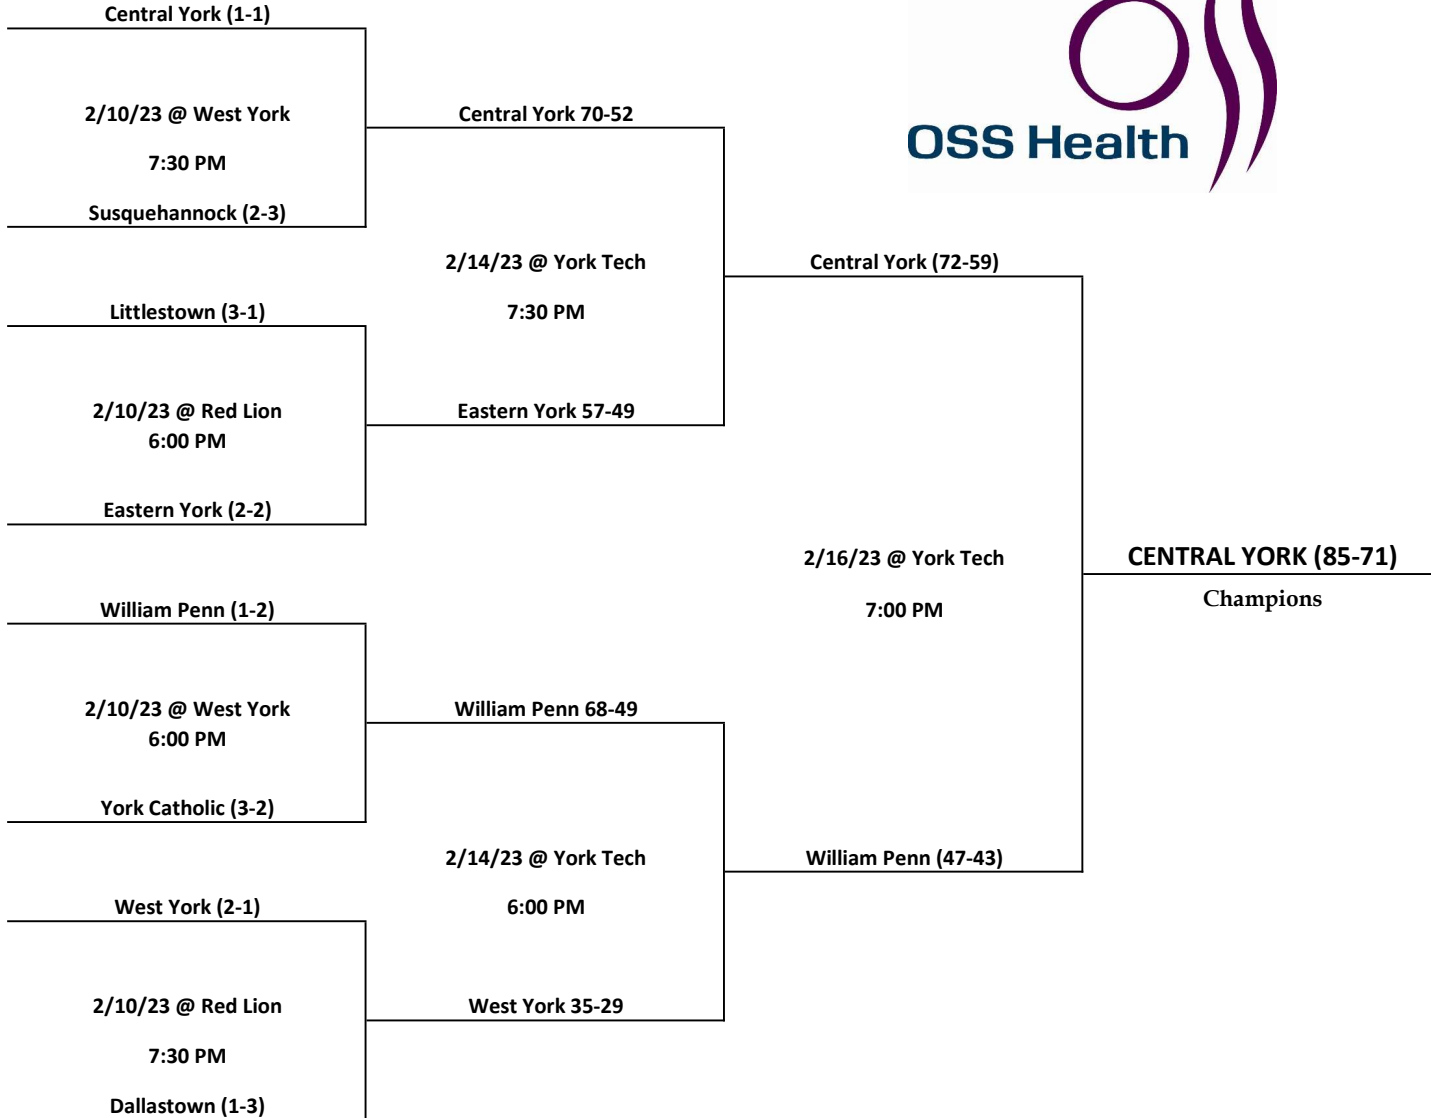 Central York (1-1)
2/10/23 @ West York
7:30 PM
Susquehannock (2-3)
Littlestown (3-1)
2/10/23 @ Red Lion
6:00 PM
Eastern York (2-2)
William Penn (1-2)
2/10/23 @ West York
6:00 PM
York Catholic (3-2)
West York (2-1)
2/10/23 @ Red Lion
7:30 PM
Dallastown (1-3)
Central York 70-52
2/14/23 @ York Tech
7:30 PM
Eastern York 57-49
William Penn 68-49
2/14/23 @ York Tech
6:00 PM
West York 35-29
OSS
OSS Health
Central York (72-59)
2/16/23 @ York Tech
7:00 PM
William Penn (47-43)
CENTRAL YORK (85-71)
Champions